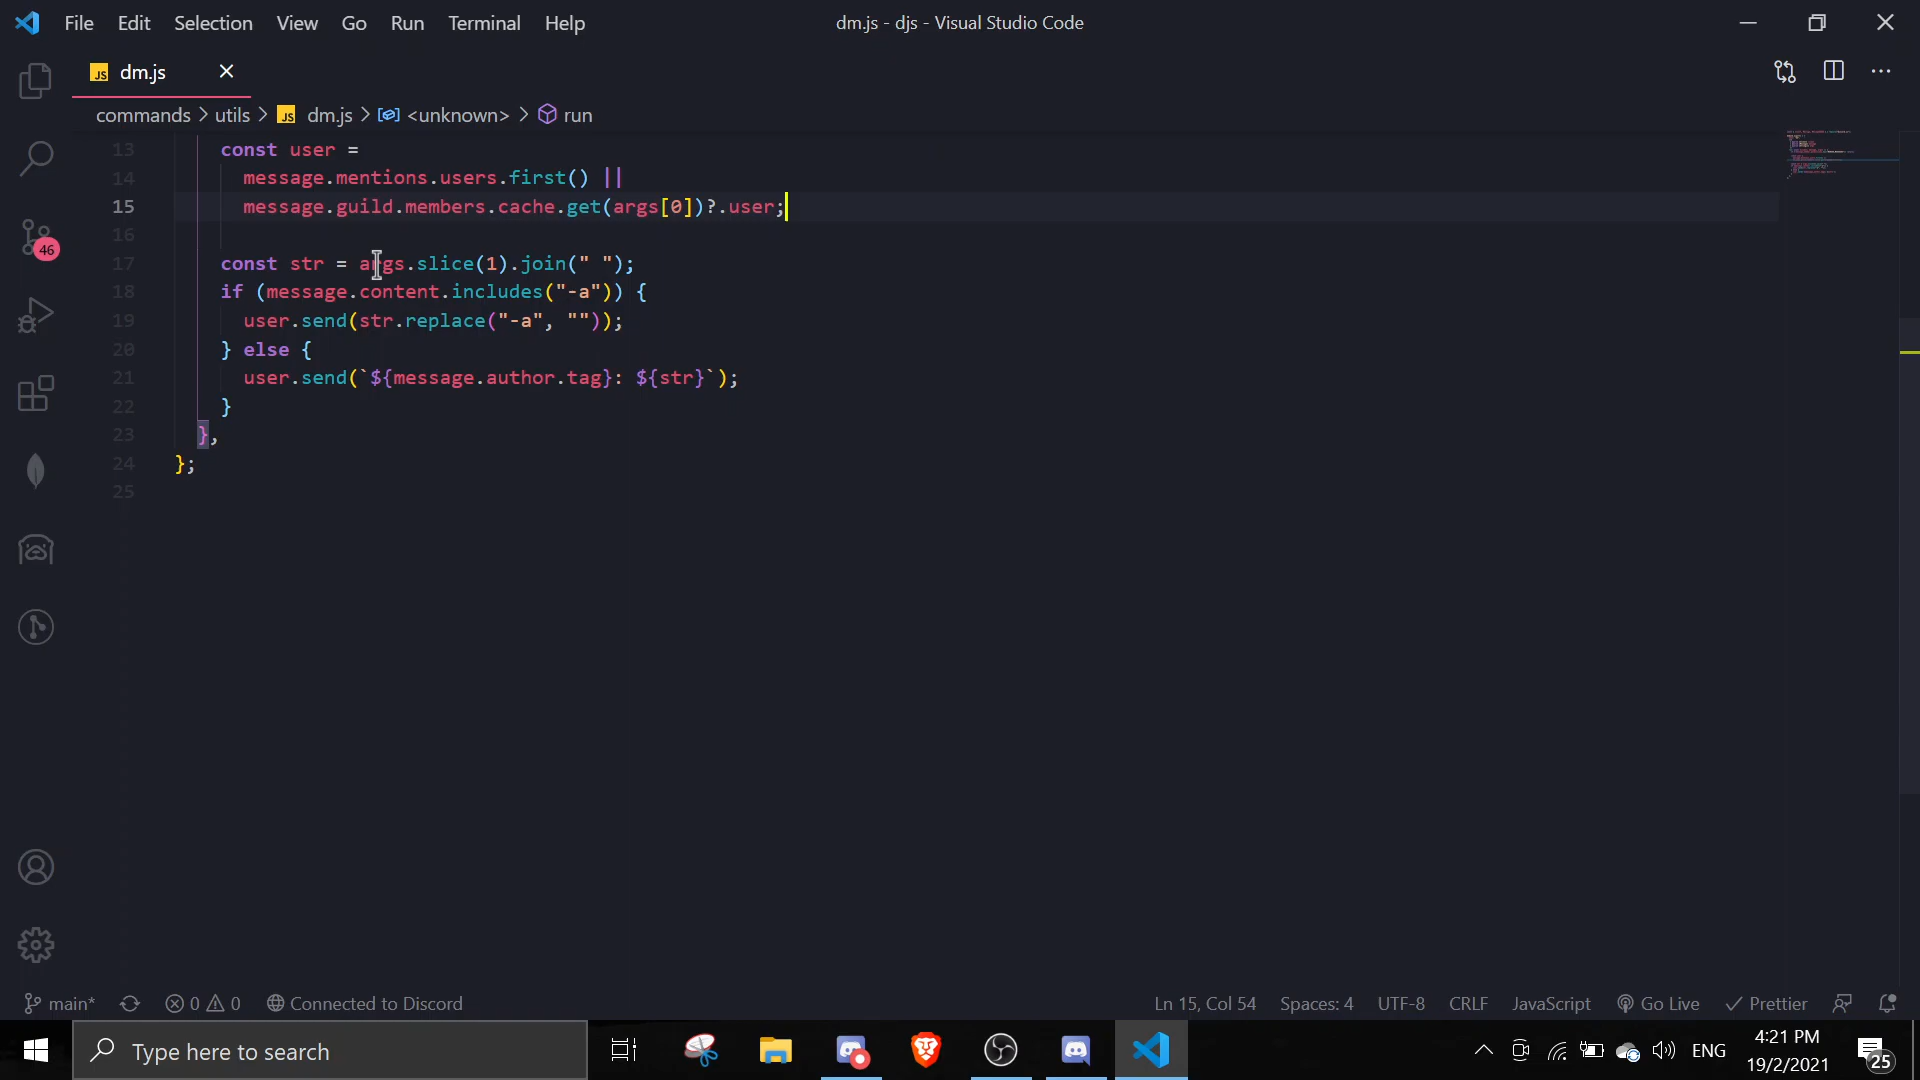 File Edit Selection View Go Run Terminal Help
dm.js - djs - Visual Studio Code
JS dm.js
commands > utils > JS dm.js > <unknown> > run
13 const user =
14 message.mentions.users.first() ||
15 message.guild.members.cache.get(args[0])?.user;
16
17 const str = args.slice(1).join(" ");
18 if (message.content.includes("-a")) {
19 user.send(str.replace("-a", ""));
20 } else {
21 user.send(`${message.author.tag}: ${str}`);
22 }
23 },
24 };
25
46
main* 0 0 Connected to Discord Ln 15, Col 54 Spaces: 4 UTF-8 CRLF JavaScript Go Live Prettier
Type here to search
ENG
4:21 PM
19/2/2021
25